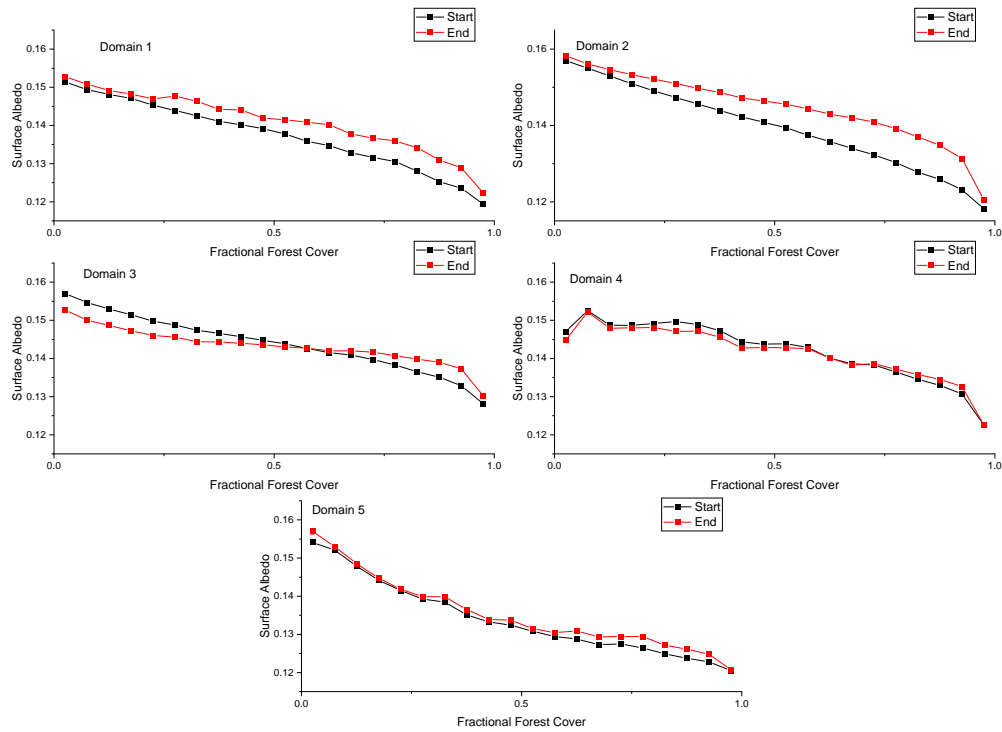 Start
End
Domain 1
0.16
0.15
0.14
0.13
0.12
Surface Albedo
0.0
0.5
1.0
Fractional Forest Cover
Start
End
Domain 2
0.16
0.15
0.14
0.13
0.12
Surface Albedo
0.0
0.5
1.0
Fractional Forest Cover
Start
End
Domain 3
0.16
0.15
0.14
0.13
0.12
Surface Albedo
0.0
0.5
1.0
Fractional Forest Cover
Start
End
Domain 4
0.16
0.15
0.14
0.13
0.12
Surface Albedo
0.0
0.5
1.0
Fractional Forest Cover
Start
End
Domain 5
0.16
0.15
0.14
0.13
0.12
Surface Albedo
0.0
0.5
1.0
Fractional Forest Cover